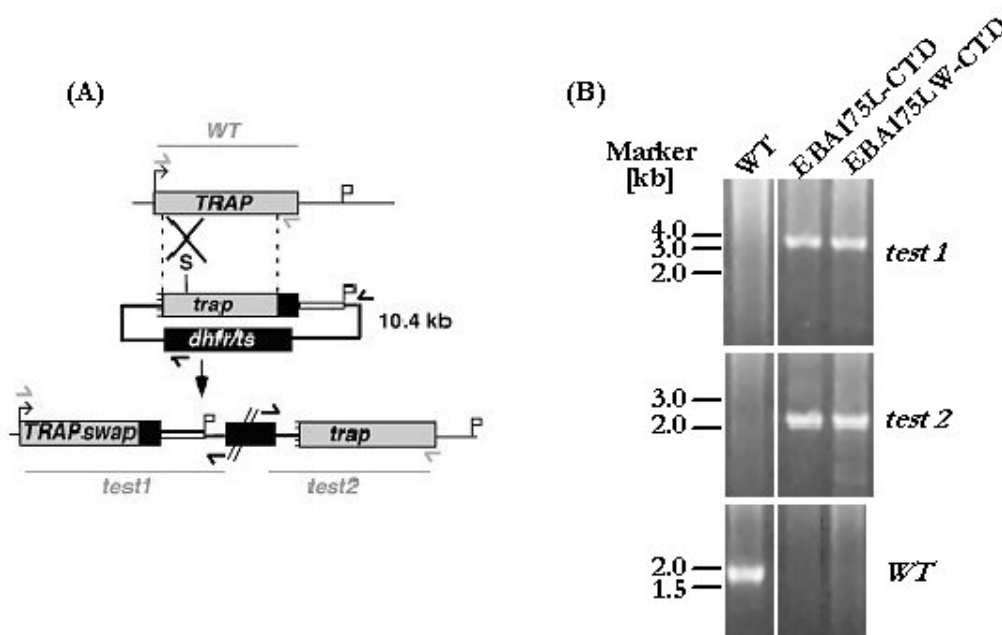 (A)
WT
TRAP
S
trap
10.4 kb
dhfr/ts
TRAPswap
trap
test1
test2
(B)
Marker
[kb]
WT
EBA175L-CTD
EBA175LW-CTD
4.0
3.0
2.0
test 1
3.0
2.0
test 2
2.0
1.5
WT